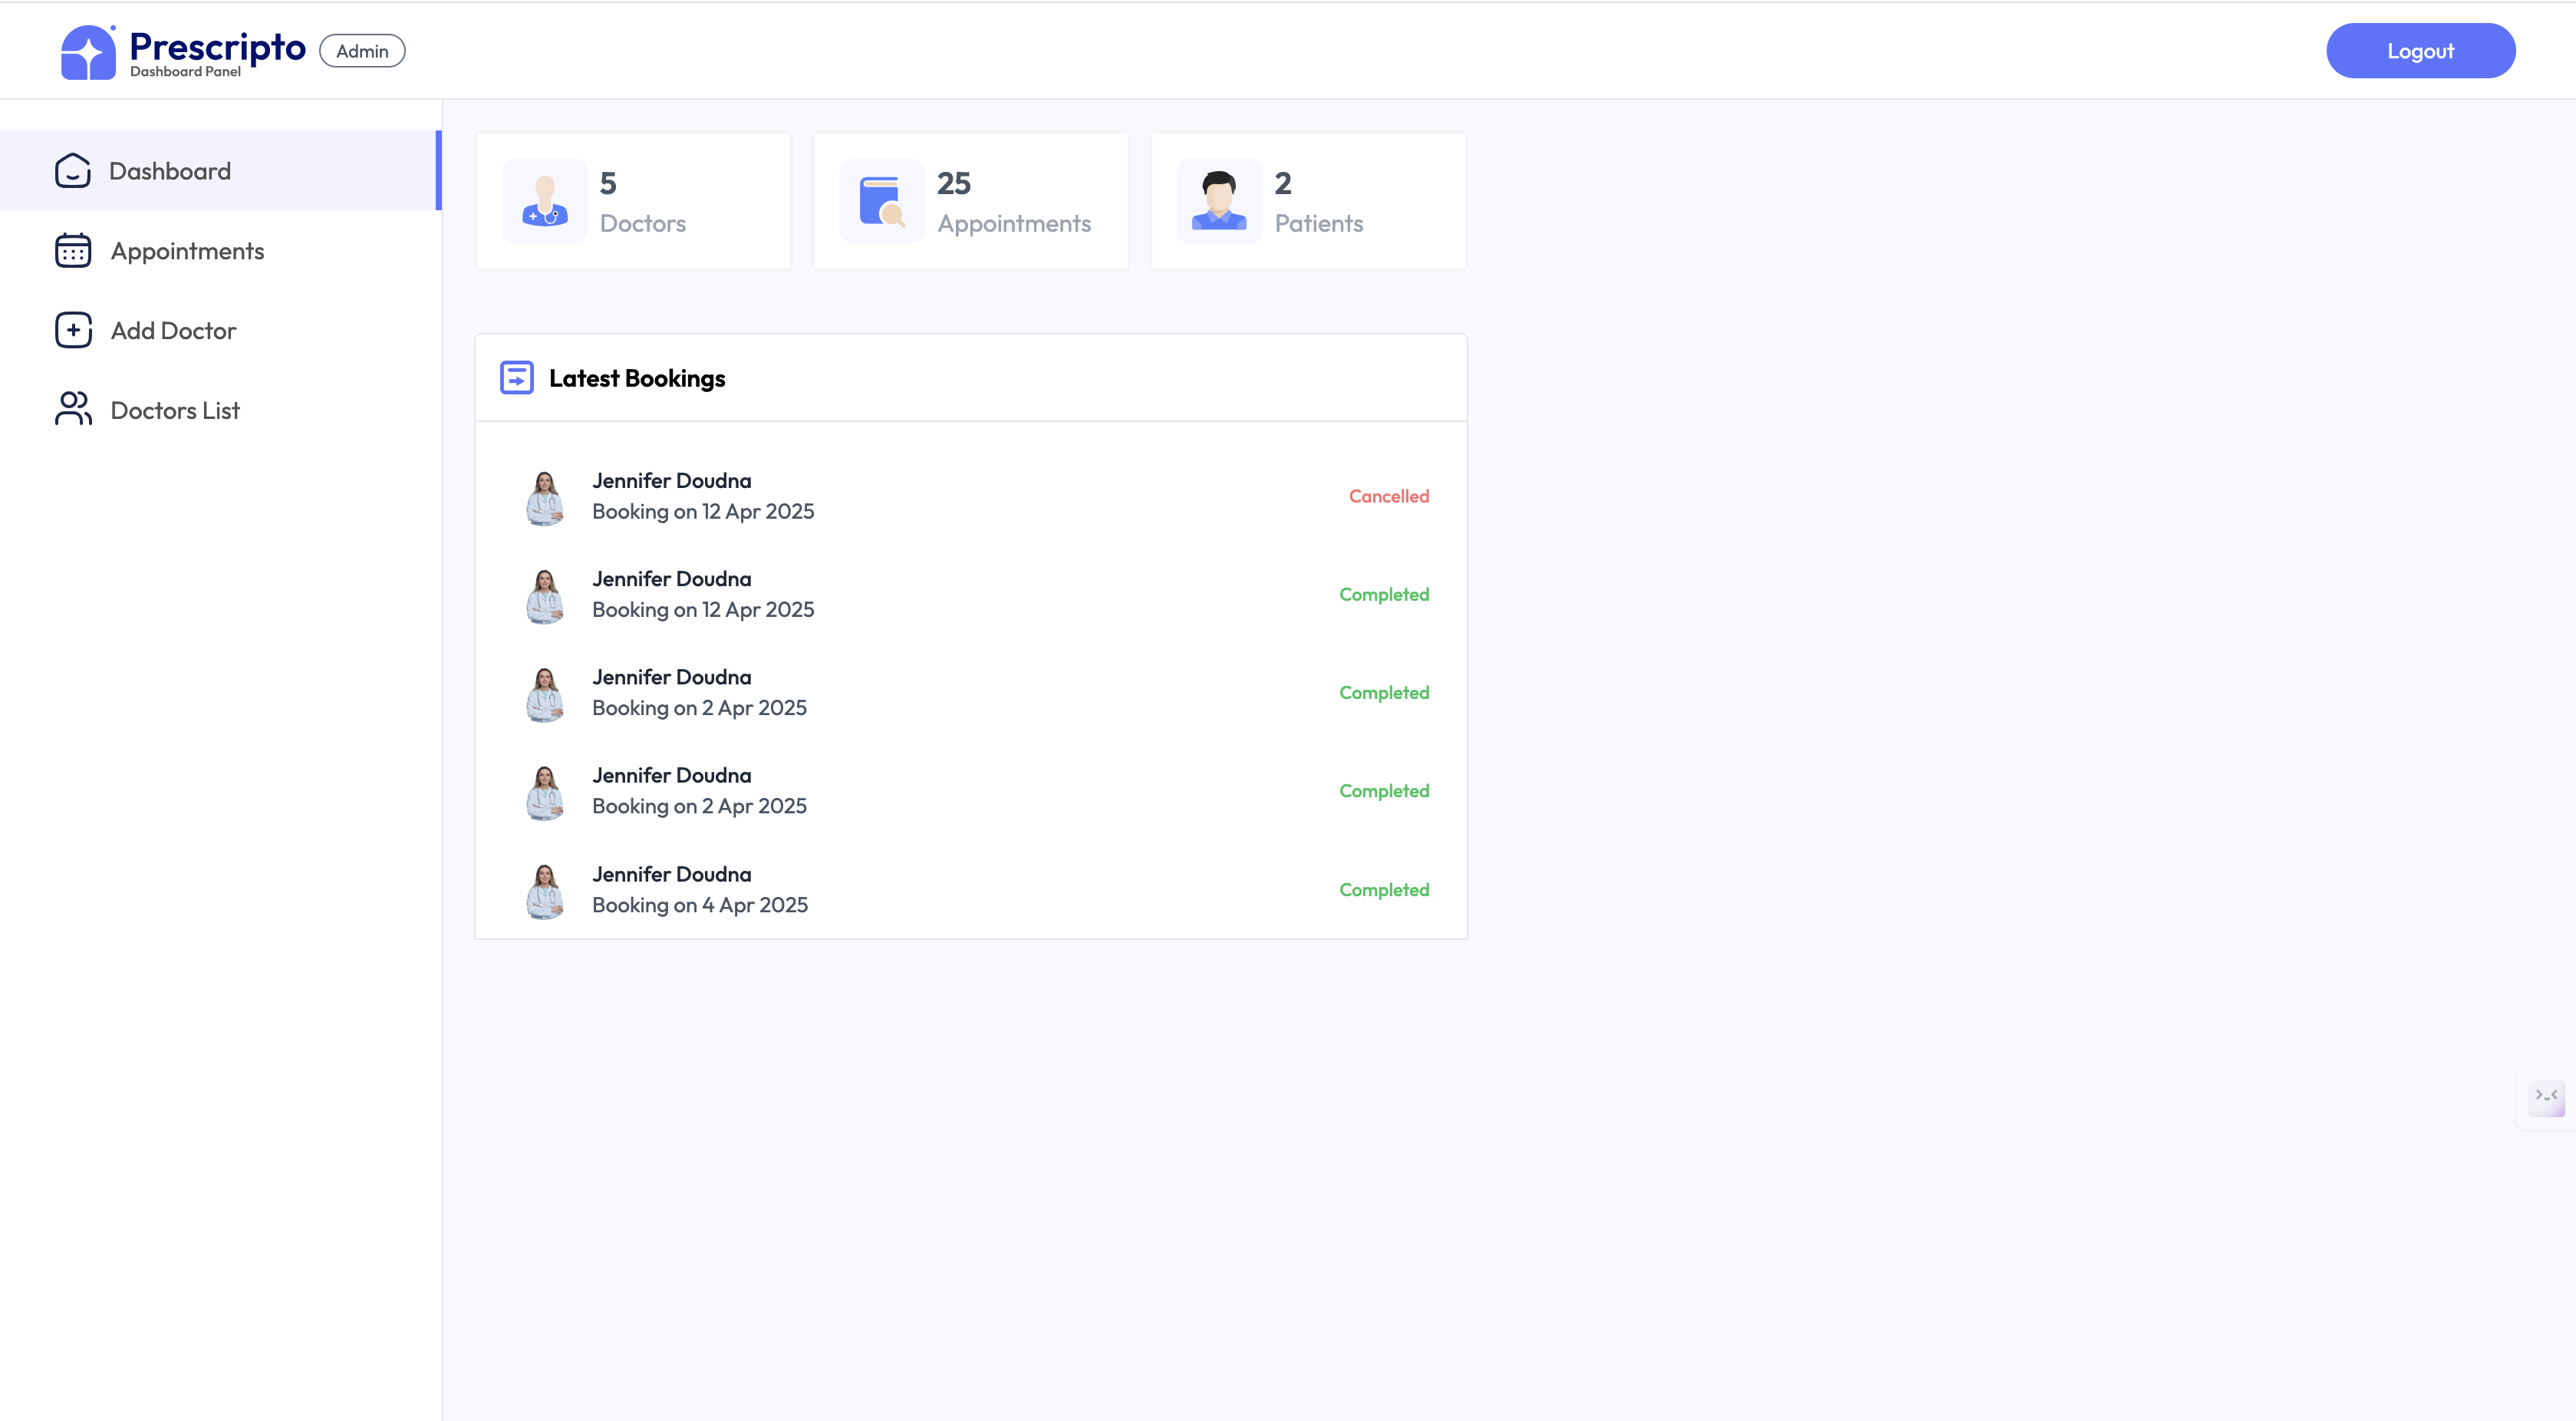 Prescripto
Dashboard Panel
Admin
Logout
Dashboard
Appointments
Add Doctor
Doctors List
5
Doctors
25
Appointments
2
Patients
Latest Bookings
Jennifer Doudna
Booking on 12 Apr 2025
Cancelled
Jennifer Doudna
Booking on 12 Apr 2025
Completed
Jennifer Doudna
Booking on 2 Apr 2025
Completed
Jennifer Doudna
Booking on 2 Apr 2025
Completed
Jennifer Doudna
Booking on 4 Apr 2025
Completed